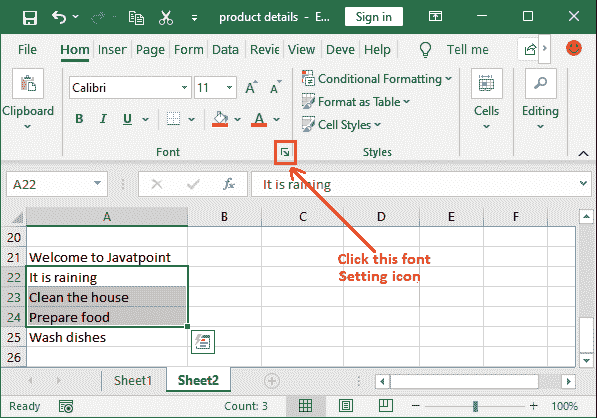 product details - E...
Sign in
File Hom Inser Page Form Data Revie View Deve Help Tell me
Clipboard
Calibri 11 A A
B I U A
Font
Conditional Formatting
Format as Table
Cell Styles
Styles
Cells
Editing
A22 fx It is raining
A B C D E F
20
21 Welcome to Javatpoint
22 It is raining
23 Clean the house
24 Prepare food
25 Wash dishes
26
Click this font
Setting icon
Sheet1 Sheet2
Ready Count: 3 100%